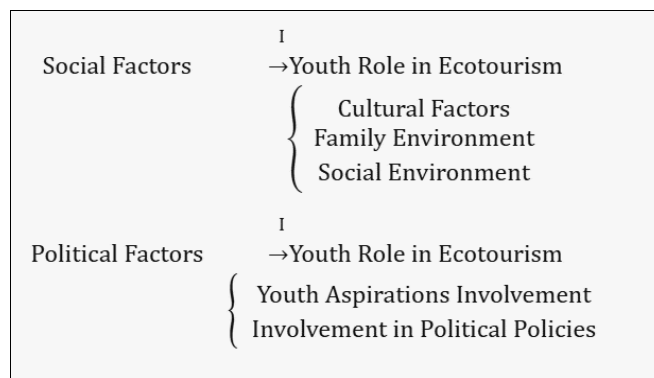 I
Social Factors →Youth Role in Ecotourism
Cultural Factors
Family Environment
Social Environment
I
Political Factors →Youth Role in Ecotourism
Youth Aspirations Involvement
Involvement in Political Policies